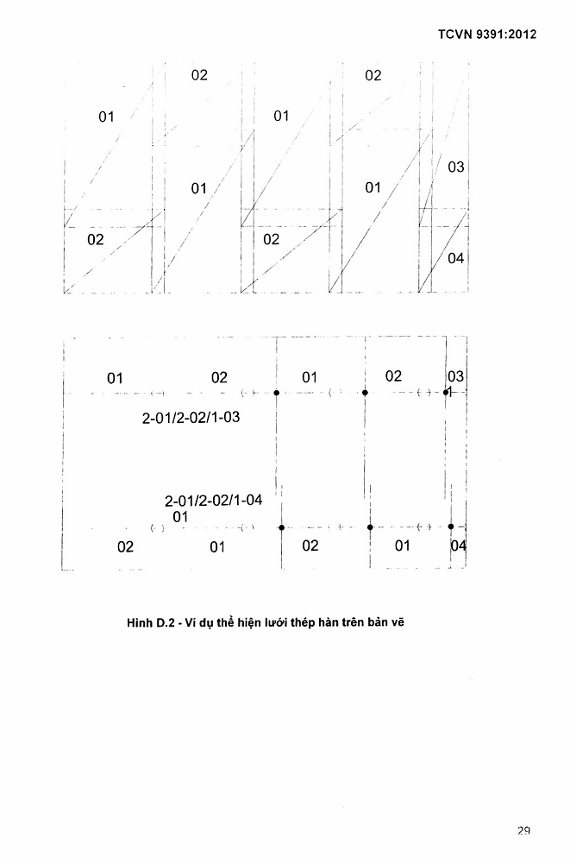 TCVN 9391:2012
02 02
01 01
03
01 01
02 02
04
01 02 01 02 03
2-01/2-02/1-03
2-01/2-02/1-04
01
02 01 02 01 04
Hình D.2 - Ví dụ thể hiện lưới thép hàn trên bản vẽ
29